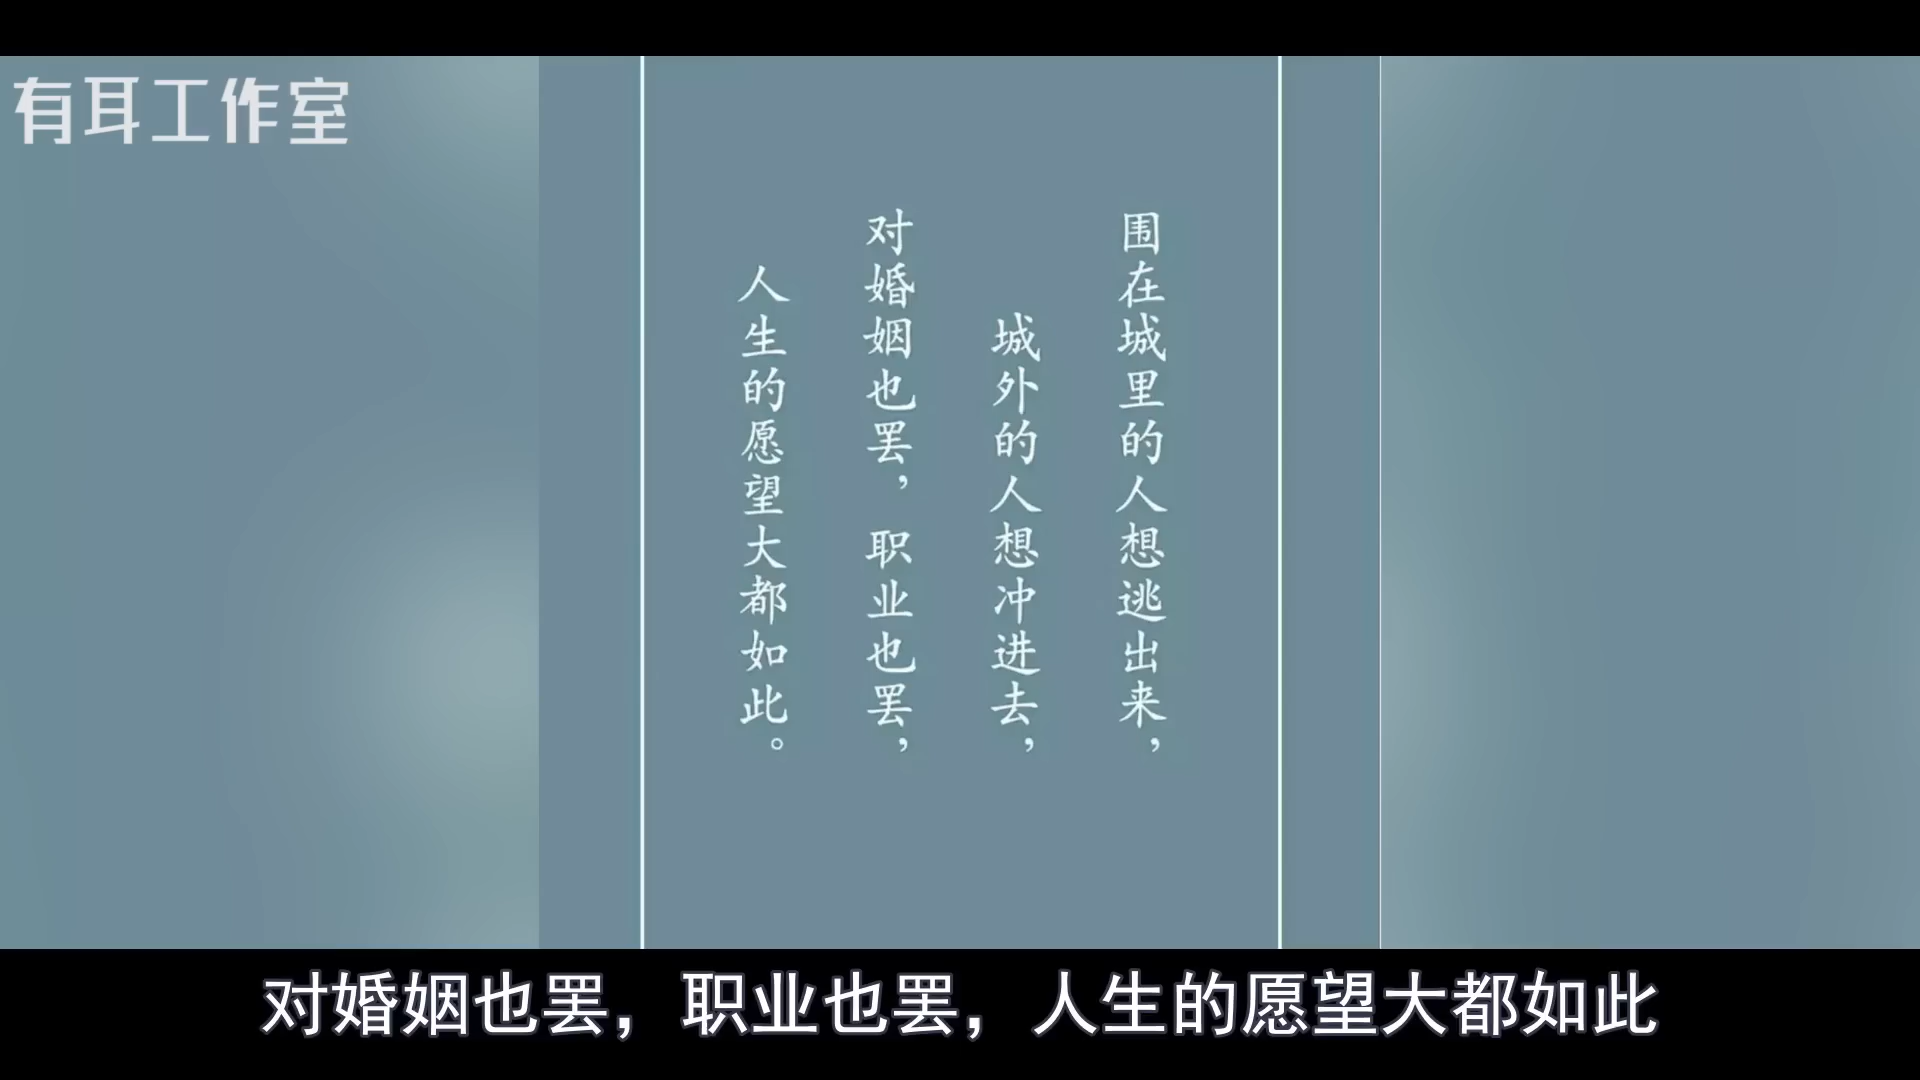 有耳工作室
围在城里的人想逃出来，
城外的人想冲进去，
对婚姻也罢，职业也罢，
人生的愿望大都如此。
对婚姻也罢，职业也罢，人生的愿望大都如此